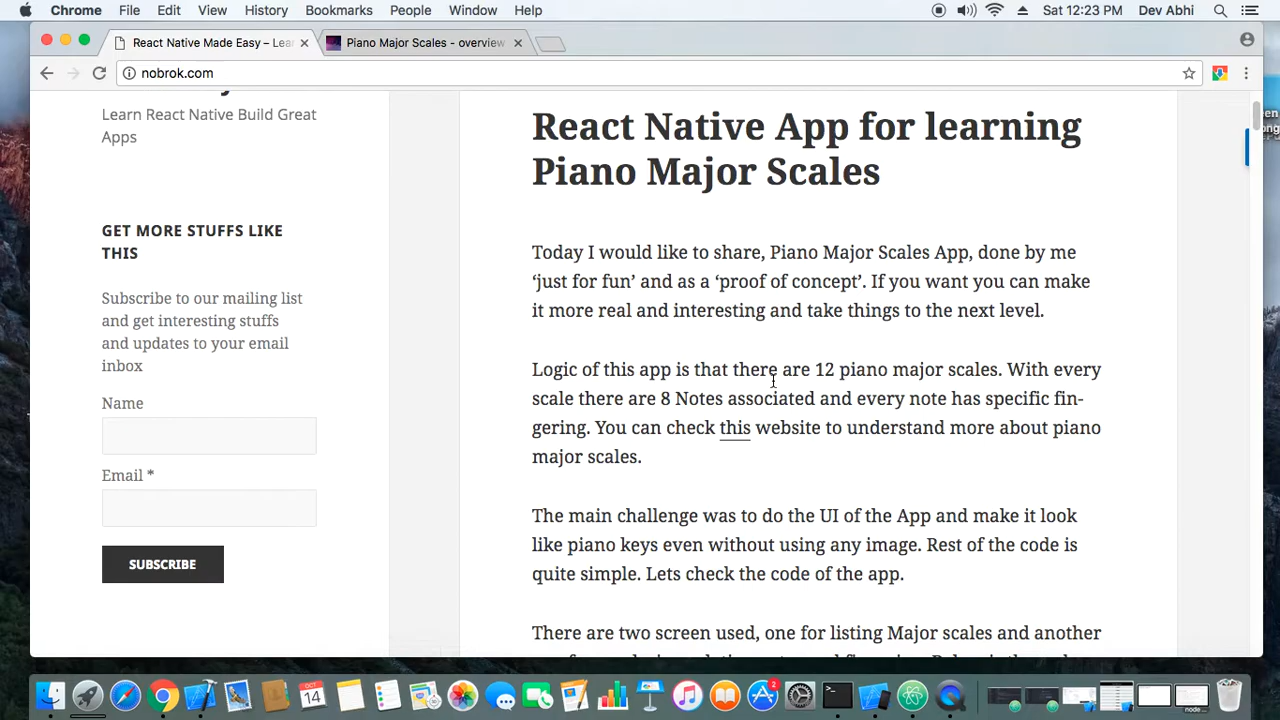 Chrome File Edit View History Bookmarks People Window Help Sat 12:23 PM Dev Abhi
React Native Made Easy – Lea
Piano Major Scales - overview
nobrok.com
Learn React Native Build Great
Apps
GET MORE STUFFS LIKE
THIS
Subscribe to our mailing list
and get interesting stuffs
and updates to your email
inbox
Name
Email *
SUBSCRIBE
React Native App for learning
Piano Major Scales
Today I would like to share, Piano Major Scales App, done by me
‘just for fun’ and as a ‘proof of concept’. If you want you can make
it more real and interesting and take things to the next level.
Logic of this app is that there are 12 piano major scales. With every
scale there are 8 Notes associated and every note has specific fin-
gering. You can check this website to understand more about piano
major scales.
The main challenge was to do the UI of the App and make it look
like piano keys even without using any image. Rest of the code is
quite simple. Lets check the code of the app.
There are two screen used, one for listing Major scales and another
OCT
14
2